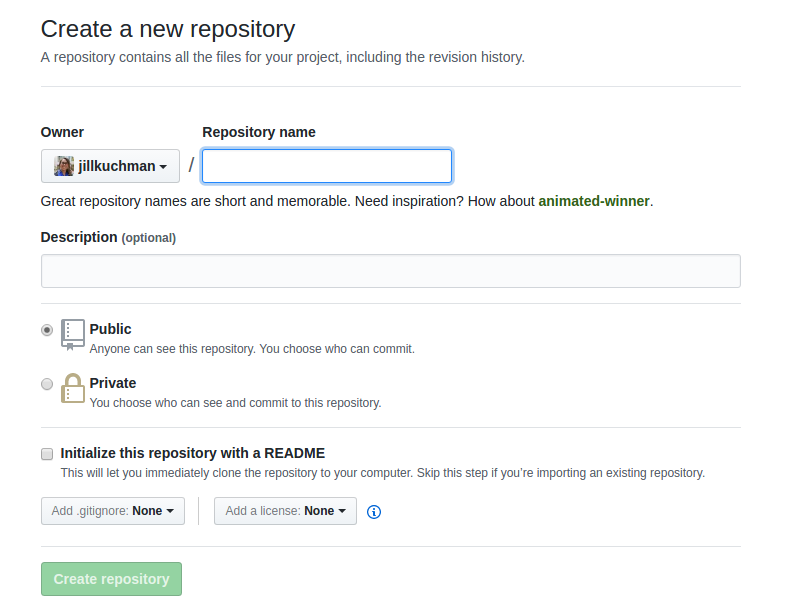 Create a new repository
A repository contains all the files for your project, including the revision history.
Owner
Repository name
jillkuchman
/
Great repository names are short and memorable. Need inspiration? How about animated-winner.
Description (optional)
Public
Anyone can see this repository. You choose who can commit.
Private
You choose who can see and commit to this repository.
Initialize this repository with a README
This will let you immediately clone the repository to your computer. Skip this step if you’re importing an existing repository.
Add .gitignore: None
Add a license: None
Create repository